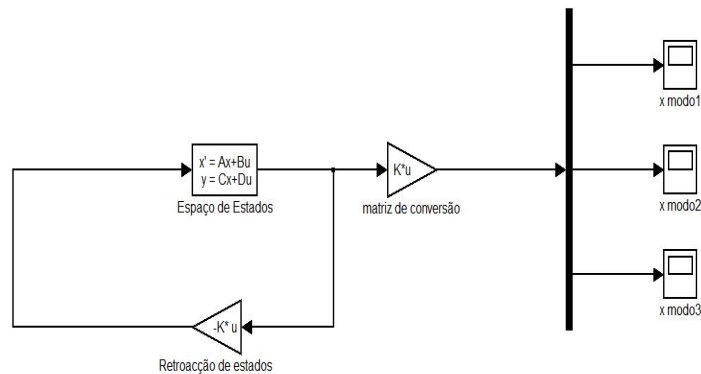 x modo1
x' = Ax+Bu
y = Cx+Du
Espaço de Estados
K*u
matriz de conversão
x modo2
x modo3
-K* u
Retroacção de estados